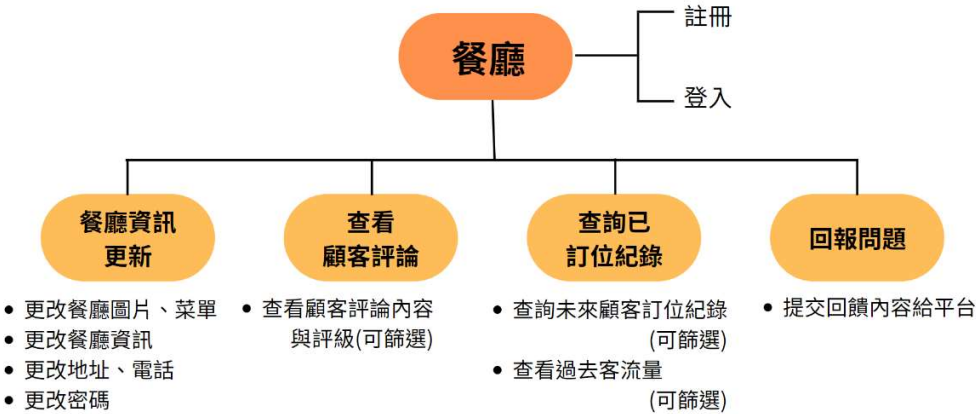 餐廳
註冊
登入
餐廳資訊
更新
• 更改餐廳圖片、菜單
• 更改餐廳資訊
• 更改地址、電話
• 更改密碼
查看
顧客評論
• 查看顧客評論內容
與評級(可篩選)
查詢已
訂位紀錄
• 查詢未來顧客訂位紀錄
(可篩選)
• 查看過去客流量
(可篩選)
回報問題
• 提交回饋內容給平台